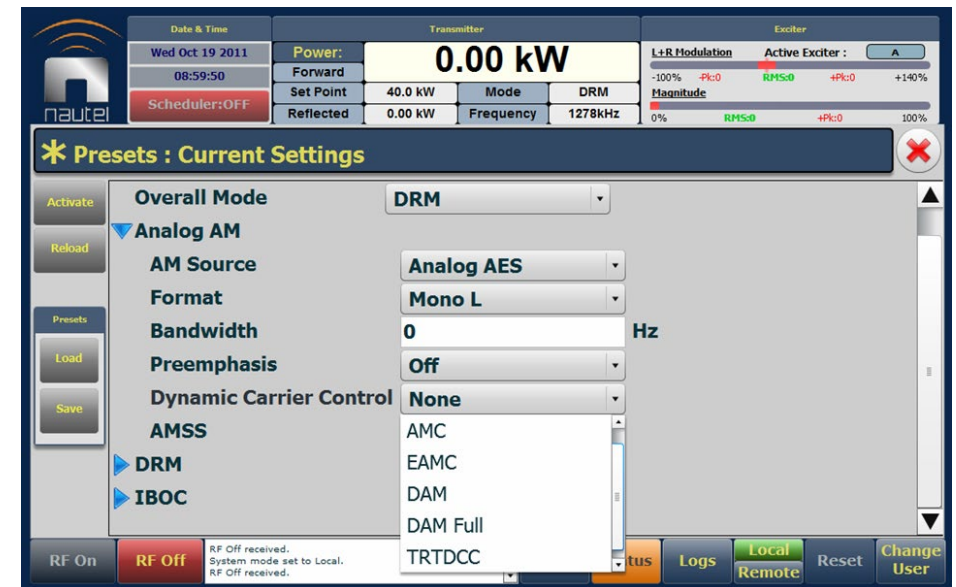 Date & Time
Transmitter
Exciter
Wed Oct 19 2011
08:59:50
Scheduler:OFF
nautel
Power:
0.00 kW
Forward
Set Point
40.0 kW
Mode
DRM
Reflected
0.00 kW
Frequency
1278kHz
L+R Modulation
Active Exciter :
A
-100%
-Pk:0
RMS:0
+Pk:0
+140%
Magnitude
0%
RMS:0
+Pk:0
100%
Presets : Current Settings
Activate
Reload
Presets
Load
Save
Overall Mode
DRM
Analog AM
AM Source
Analog AES
Format
Mono L
Bandwidth
0
Hz
Preemphasis
Off
Dynamic Carrier Control
None
AMSS
AMC
EAMC
DAM
DAM Full
TRTDCC
DRM
IBOC
RF On
RF Off
RF Off received.
System mode set to Local.
RF Off received.
tus
Logs
Local
Remote
Reset
Change
User